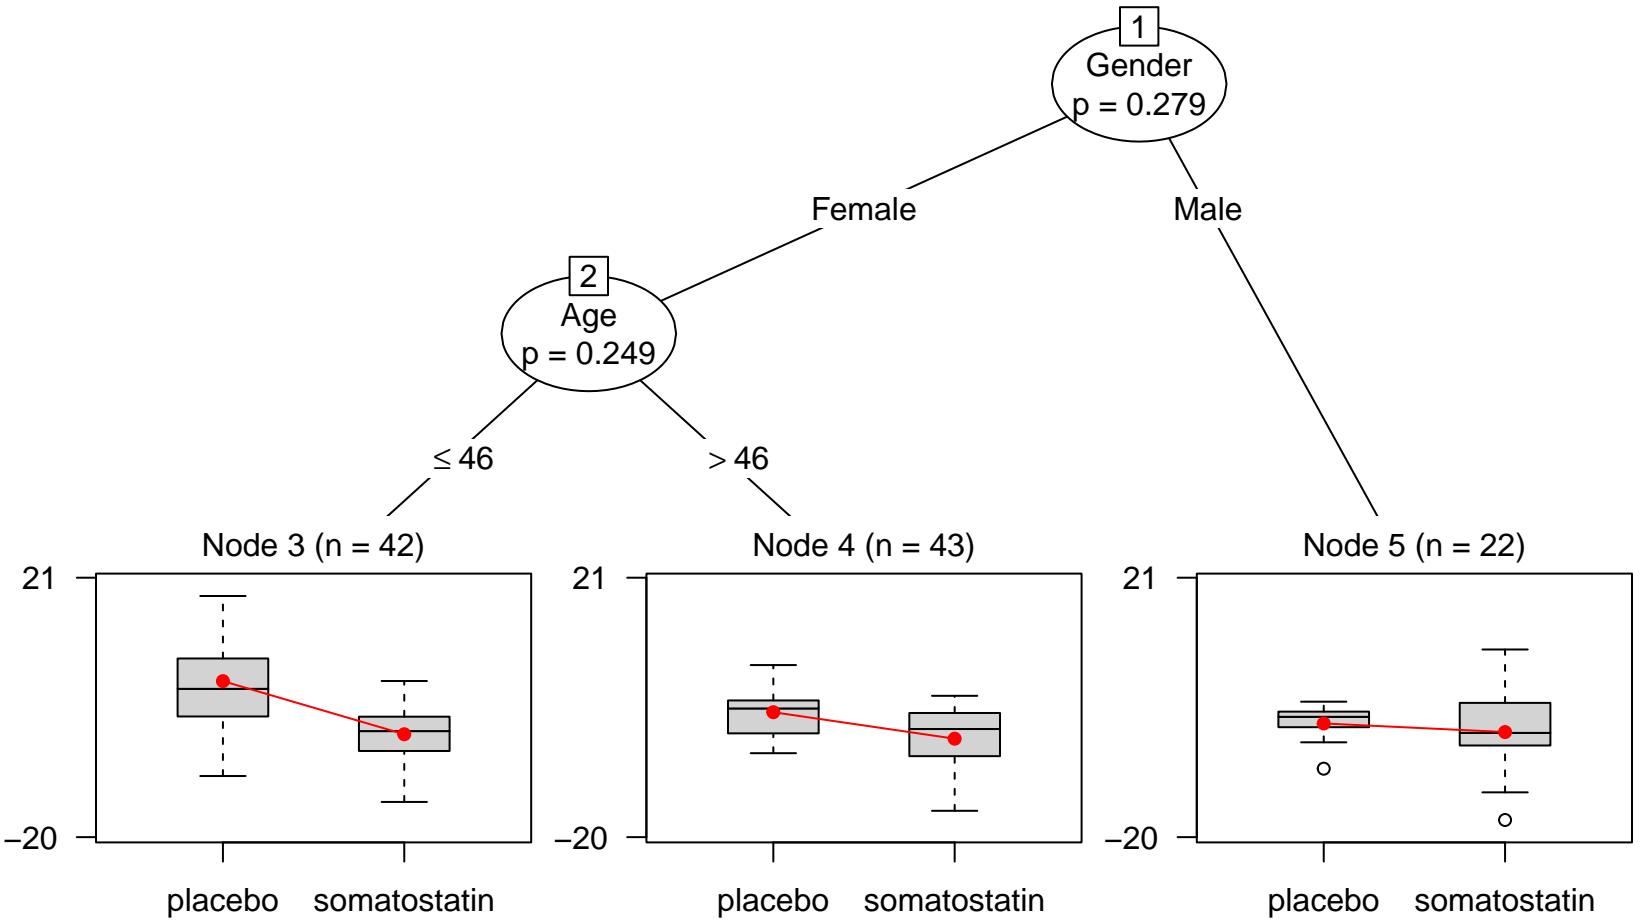 1
Gender
p = 0.279
Female
Male
2
Age
p = 0.249
≤ 46
> 46
Node 3 (n = 42)
21
−20
placebo
somatostatin
Node 4 (n = 43)
21
−20
placebo
somatostatin
Node 5 (n = 22)
21
−20
placebo
somatostatin